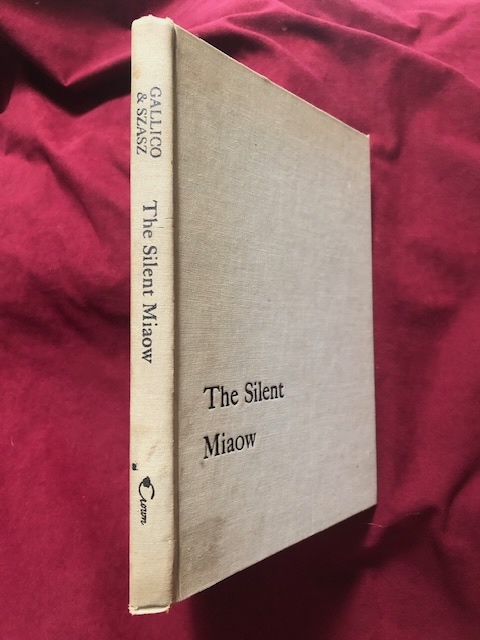 GALLICO
& SZASZ
The Silent Miaow
Crown
The Silent
Miaow